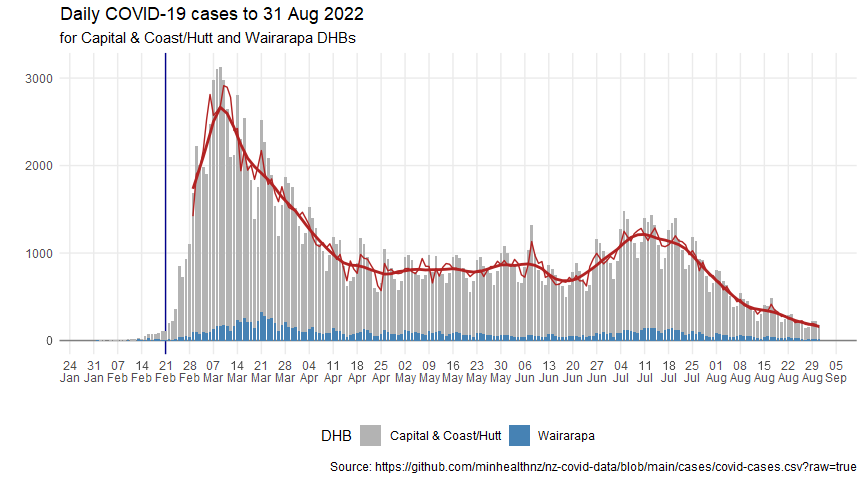 Daily COVID-19 cases to 31 Aug 2022
for Capital & Coast/Hutt and Wairarapa DHBs
3000
2000
1000
0
24 31 07 14 21 28 07 14 21 28 04 11 18 25 02 09 16 23 30 06 13 20 27 04 11 18 25 01 08 15 22 29 05
Jan Jan Feb Feb Feb Feb Mar Mar Mar Mar Apr Apr Apr Apr May May May May May Jun Jun Jun Jun Jul Jul Jul Jul Aug Aug Aug Aug Aug Sep
DHB Capital & Coast/Hutt Wairarapa
Source: https://github.com/minhealthnz/nz-covid-data/blob/main/cases/covid-cases.csv?raw=true